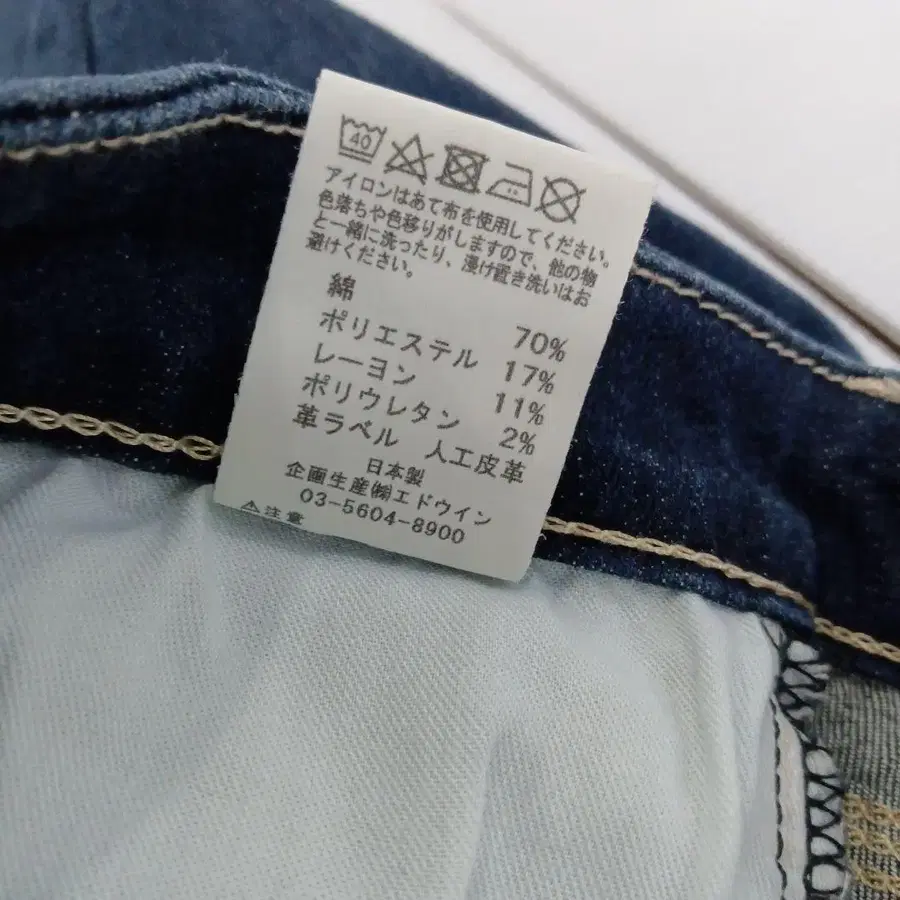 40
アイロンはあて布を使用してください。
色落ちや色移りがしますので、他の物
と一緒に洗ったり、浸け置き洗いはお
避けください。
綿 70%
ポリエステル 17%
レーヨン 11%
ポリウレタン 2%
革ラベル 人工皮革
日本製
企画生産㈱エドウイン
03-5604-8900
⚠注意